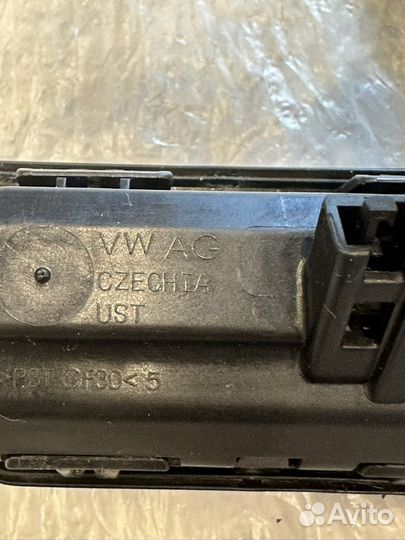 VW AG
CZECHIA
UST
>PBT GF30< 5
Avito